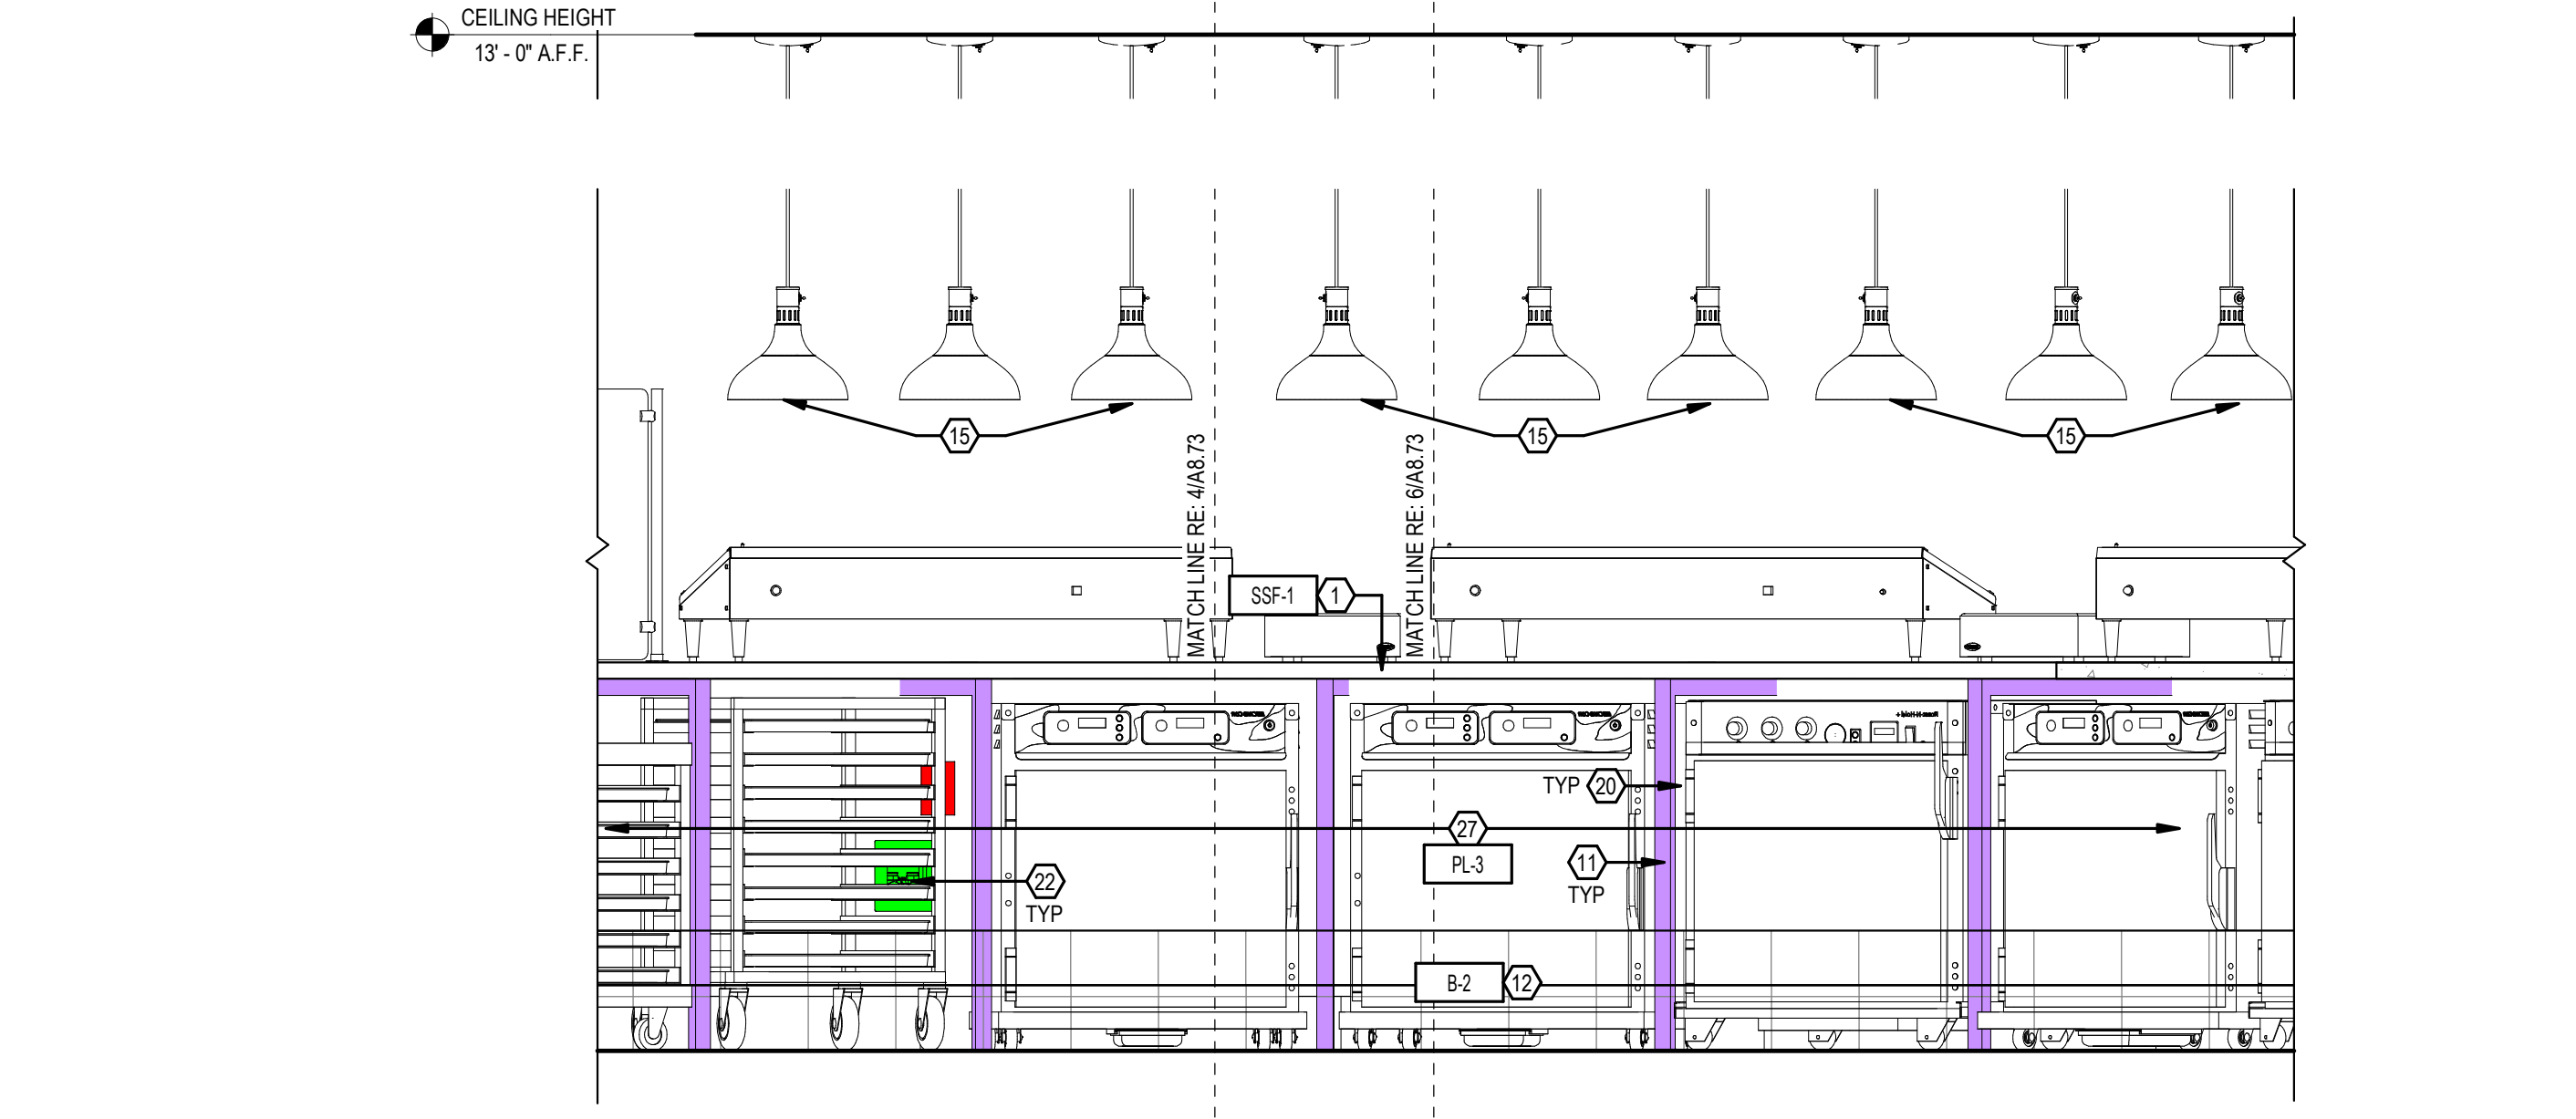 CEILING HEIGHT
13' - 0" A.F.F.
15
15
15
MATCH LINE RE: 4/A8.73
MATCH LINE RE: 6/A8.73
SSF-1
1
TYP
20
27
PL-3
11
TYP
22
TYP
B-2
12